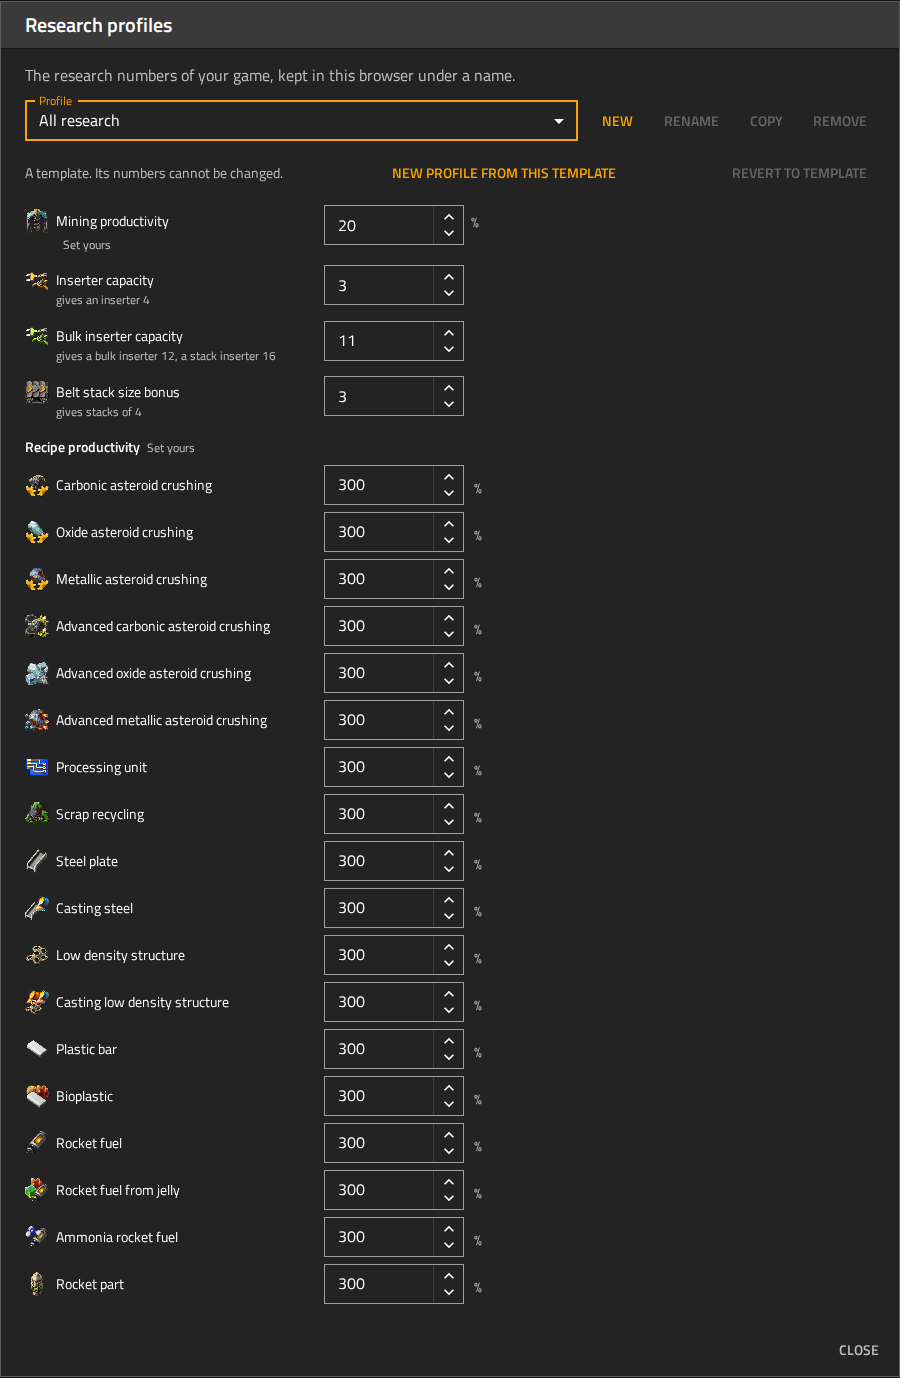 Research profiles
The research numbers of your game, kept in this browser under a name.
Profile
All research
NEW
RENAME
COPY
REMOVE
A template. Its numbers cannot be changed.
NEW PROFILE FROM THIS TEMPLATE
REVERT TO TEMPLATE
Mining productivity
20
%
Set yours
Inserter capacity
3
gives an inserter 4
Bulk inserter capacity
11
gives a bulk inserter 12, a stack inserter 16
Belt stack size bonus
3
gives stacks of 4
Recipe productivity Set yours
Carbonic asteroid crushing 300 %
Oxide asteroid crushing 300 %
Metallic asteroid crushing 300 %
Advanced carbonic asteroid crushing 300 %
Advanced oxide asteroid crushing 300 %
Advanced metallic asteroid crushing 300 %
Processing unit 300 %
Scrap recycling 300 %
Steel plate 300 %
Casting steel 300 %
Low density structure 300 %
Casting low density structure 300 %
Plastic bar 300 %
Bioplastic 300 %
Rocket fuel 300 %
Rocket fuel from jelly 300 %
Ammonia rocket fuel 300 %
Rocket part 300 %
CLOSE